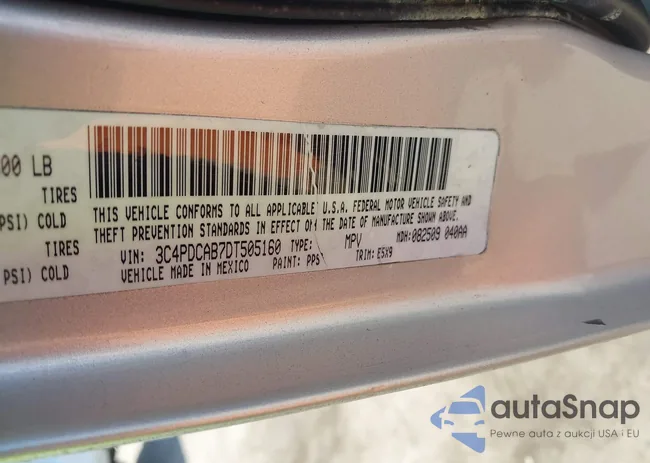 00 LB
TIRES
PSI) COLD
TIRES
PSI) COLD
THIS VEHICLE CONFORMS TO ALL APPLICABLE U.S.A. FEDERAL MOTOR VEHICLE SAFETY AND
THEFT PREVENTION STANDARDS IN EFFECT ON THE DATE OF MANUFACTURE SHOWN ABOVE.
VIN: 3C4PDCAB7DT505160 TYPE: MPV MDH: 082509 040AA
VEHICLE MADE IN MEXICO PAINT: PPS TRIM: E5X9
autoSnap
Pewne auta z aukcji USA i EU